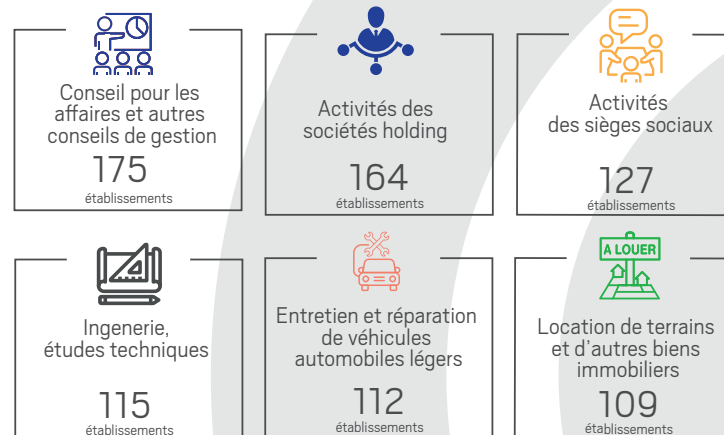 Conseil pour les
affaires et autres
conseils de gestion
175
établissements
Activités des
sociétés holding
164
établissements
Activités
des sièges sociaux
127
établissements
Ingenerie,
études techniques
115
établissements
Entretien et réparation
de véhicules
automobiles légers
112
établissements
A LOUER
Location de terrains
et d'autres biens
immobiliers
109
établissements